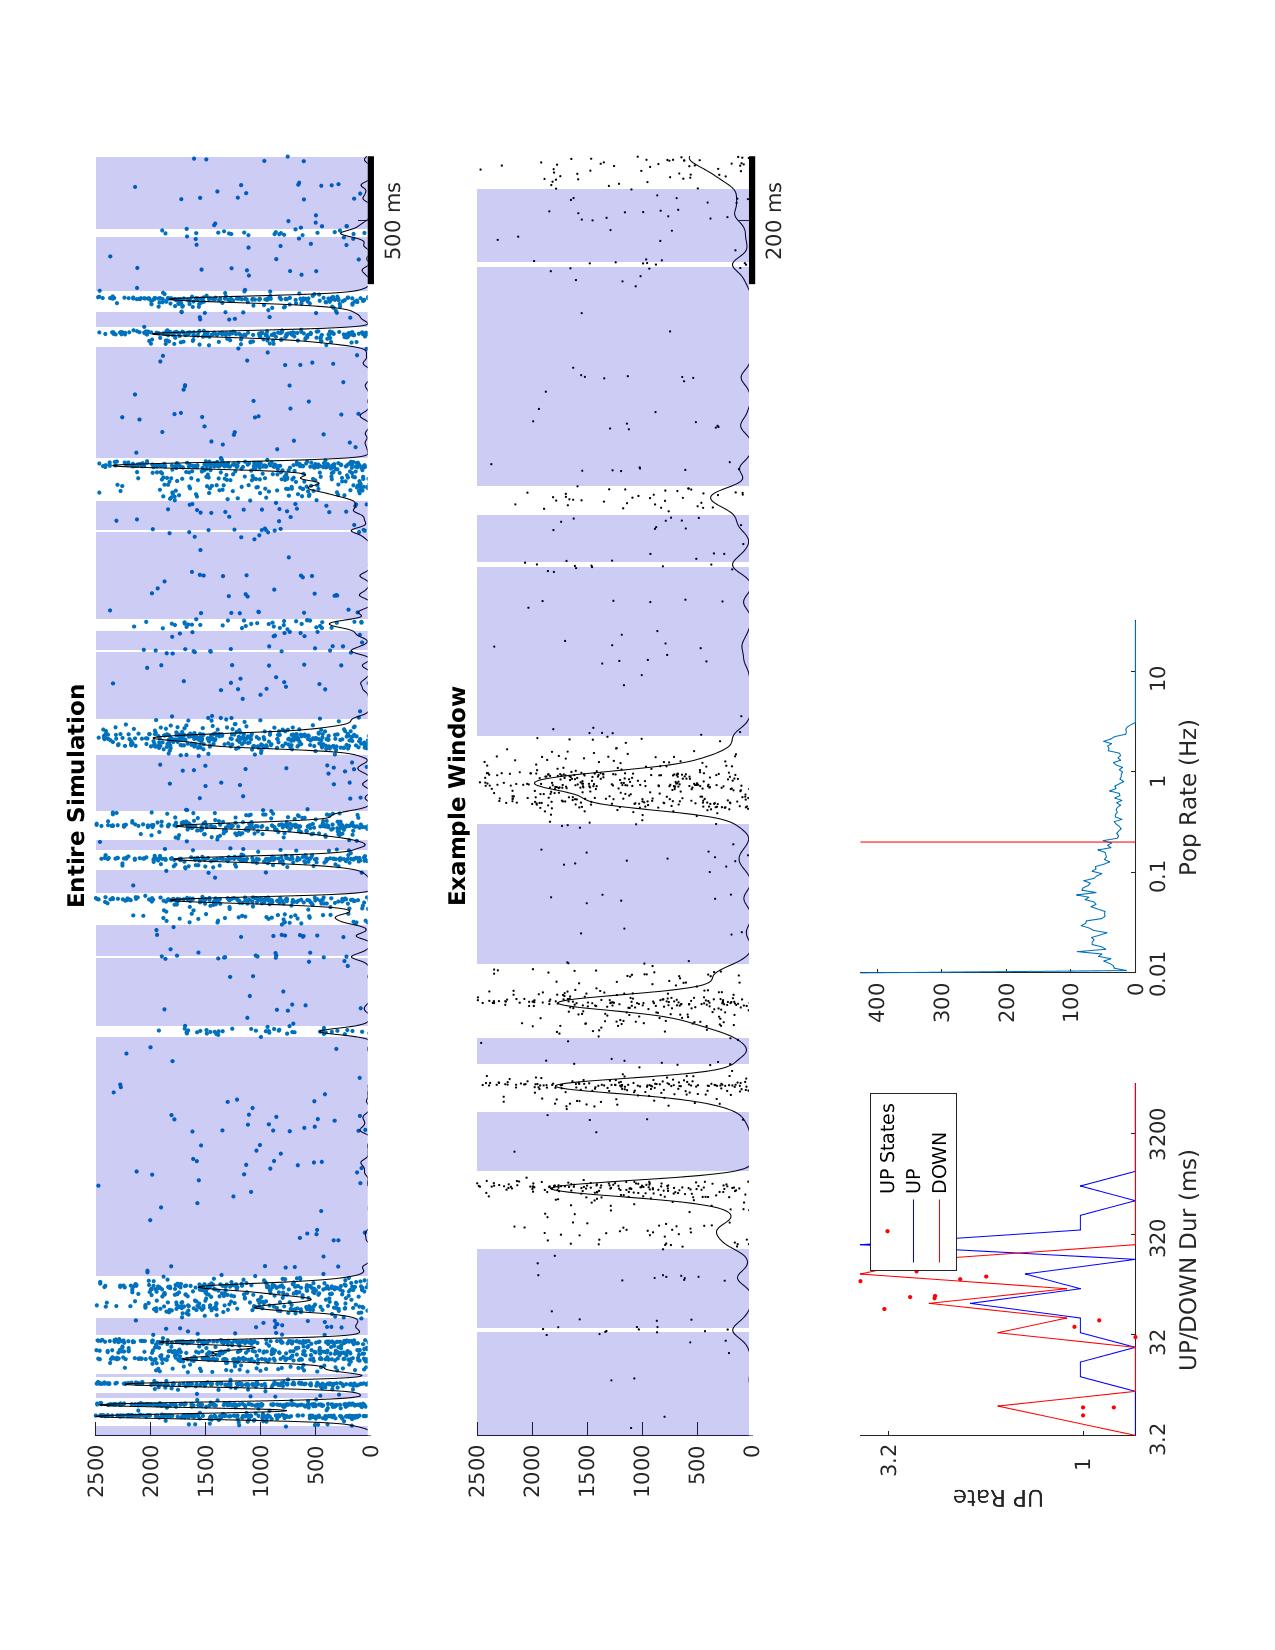 Entire Simulation
2500
2000
1500
1000
500
0
500 ms
Example Window
2500
2000
1500
1000
500
0
200 ms
UP Rate
3.2
1
UP States
UP
DOWN
3.2 32 320 3200
UP/DOWN Dur (ms)
400
300
200
100
0
0.01 0.1 1 10
Pop Rate (Hz)